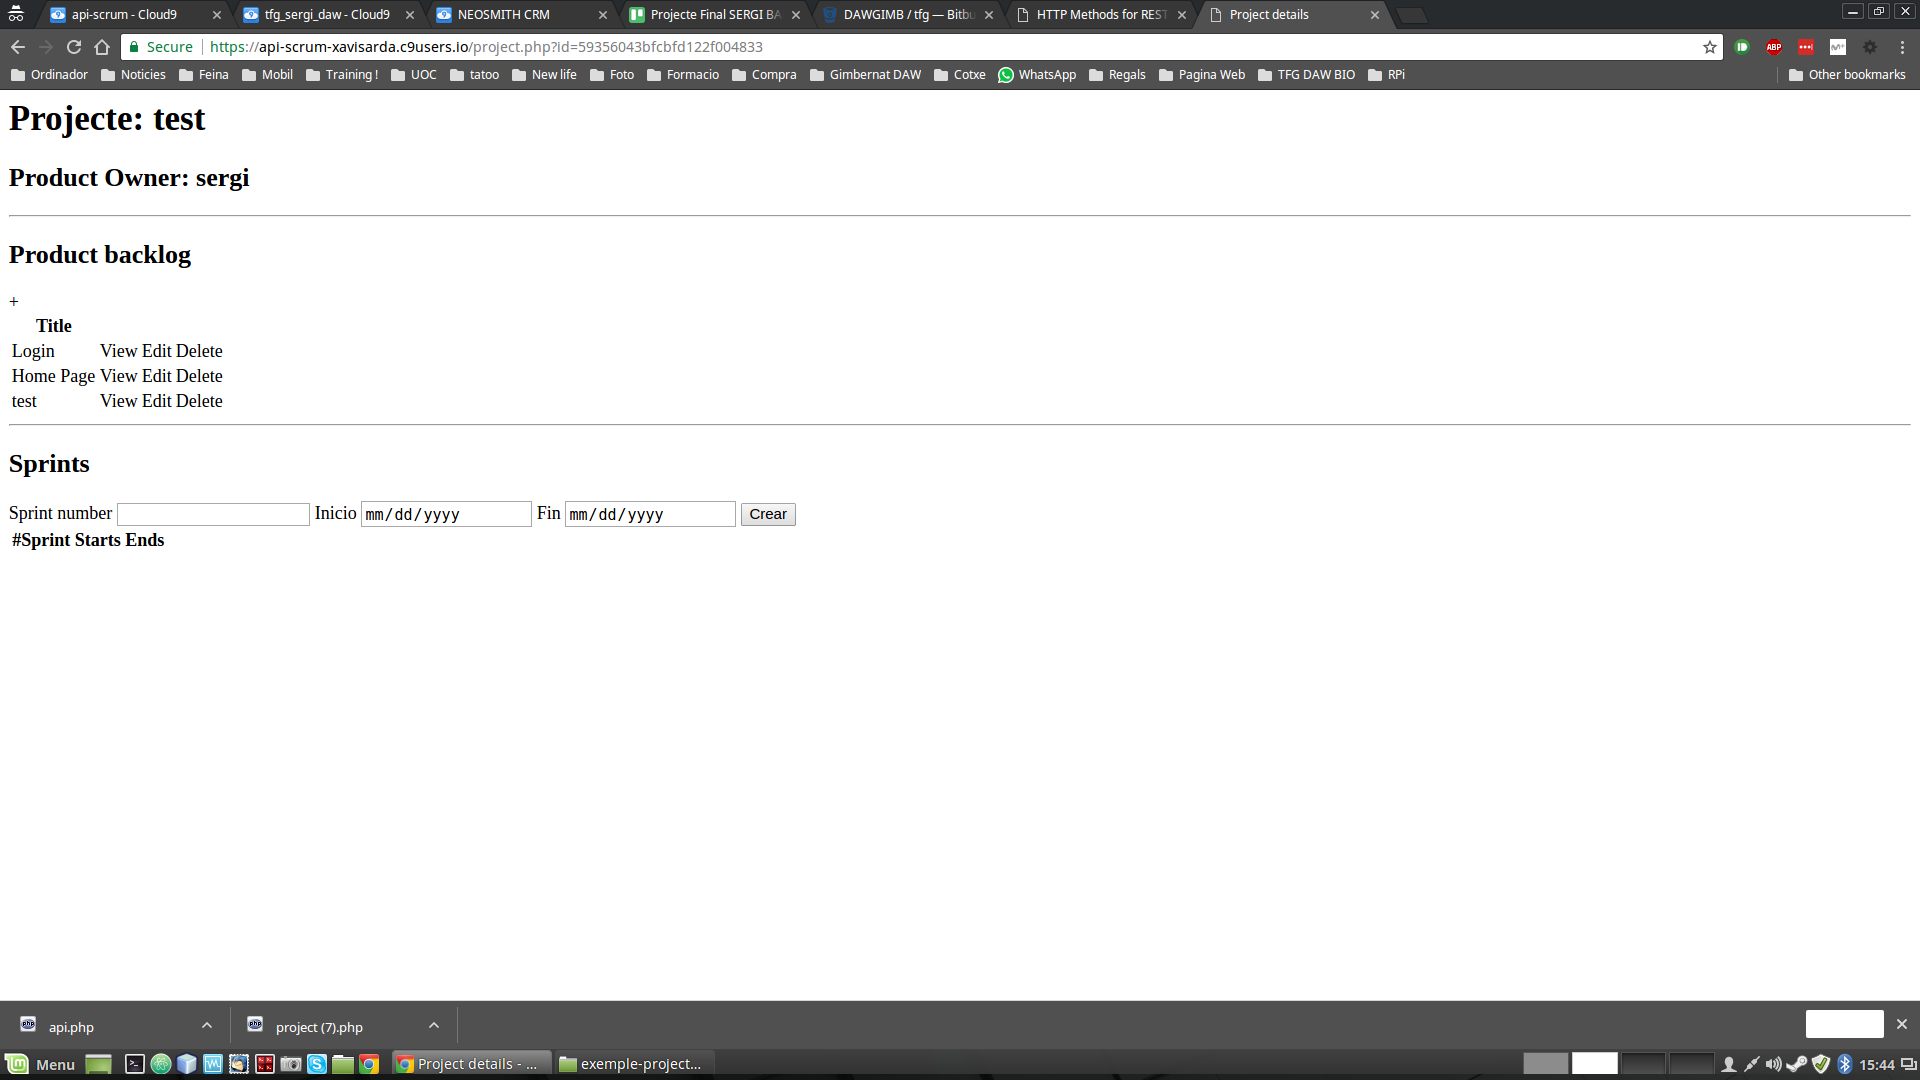 api-scrum - Cloud9
tfg_sergi_daw - Cloud9
NEOSMITH CRM
Projecte Final SERGI BA
DAWGIMB / tfg — Bitbu
HTTP Methods for REST
Project details
Secure
https://api-scrum-xavisarda.c9users.io/project.php?id=59356043bfcbfd122f004833
ABP
Ordinador
Noticies
Feina
Mobil
Training !
UOC
tatoo
New life
Foto
Formacio
Compra
Gimbernat DAW
Cotxe
WhatsApp
Regals
Pagina Web
TFG DAW BIO
RPi
Other bookmarks
Projecte: test
Product Owner: sergi
Product backlog
+
Title
Login View Edit Delete
Home Page View Edit Delete
test View Edit Delete
Sprints
Sprint number Inicio mm/dd/yyyy Fin mm/dd/yyyy Crear
#Sprint Starts Ends
api.php
project (7).php
Menu
Project details - ...
exemple-project...
15:44